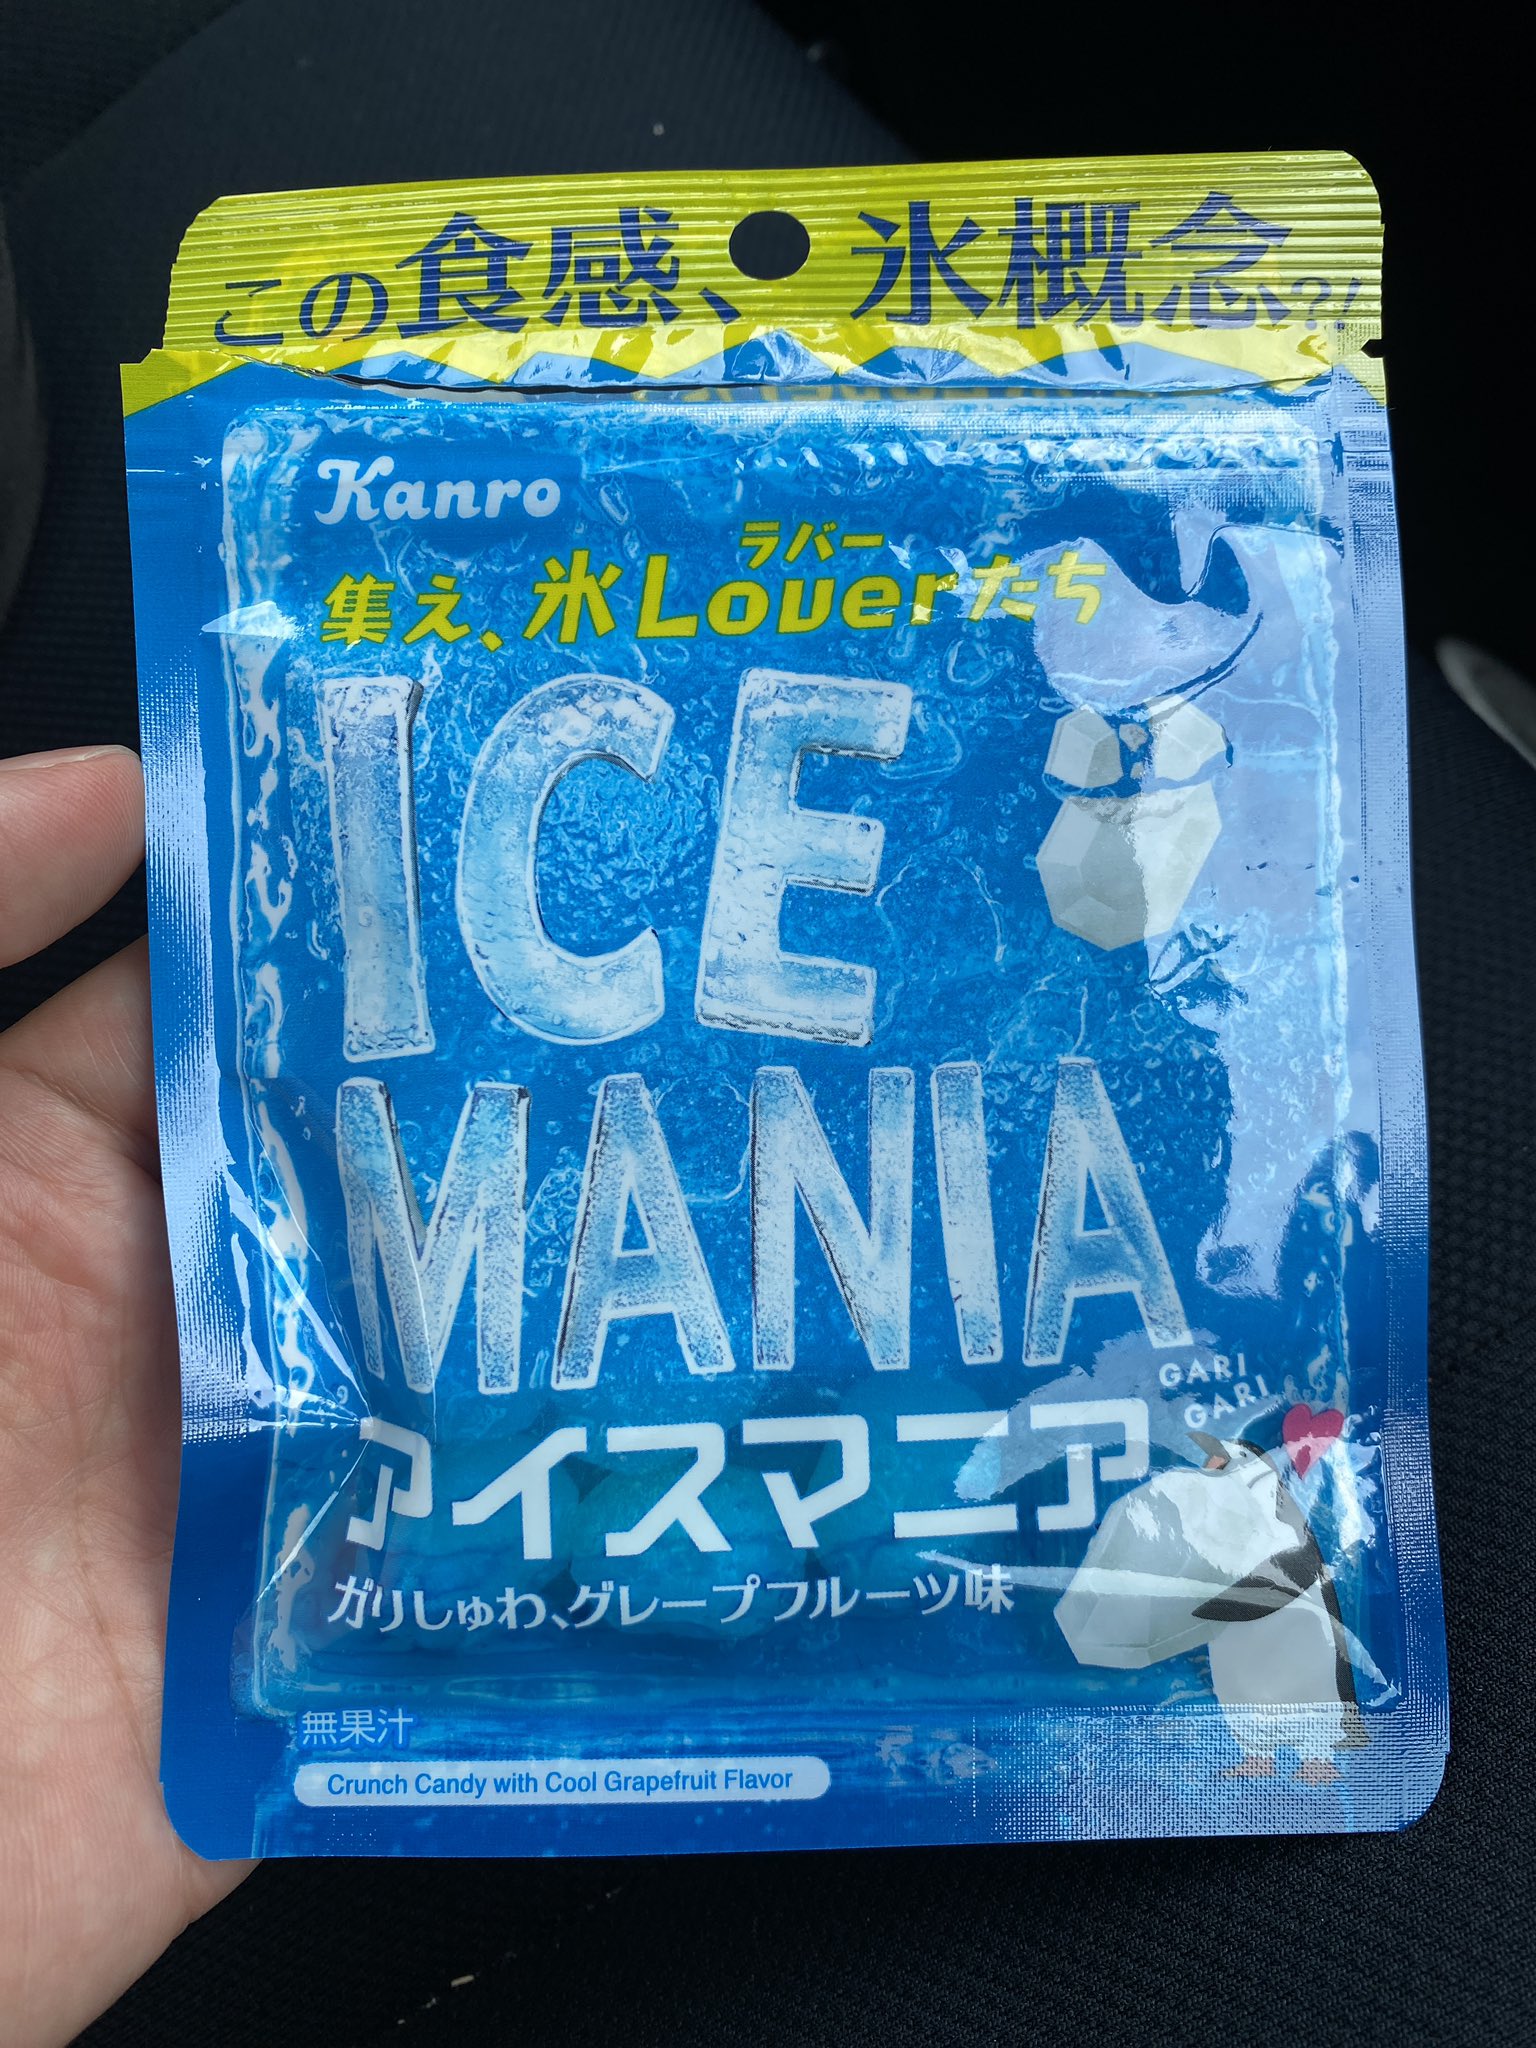 この食感、氷概念?!
Kanro
ラバー
集え、氷Loverたち
ICE
MANIA
GARI
GARI
アイスマニア
ガリしゅわ、グレープフルーツ味
無果汁
Crunch Candy with Cool Grapefruit Flavor